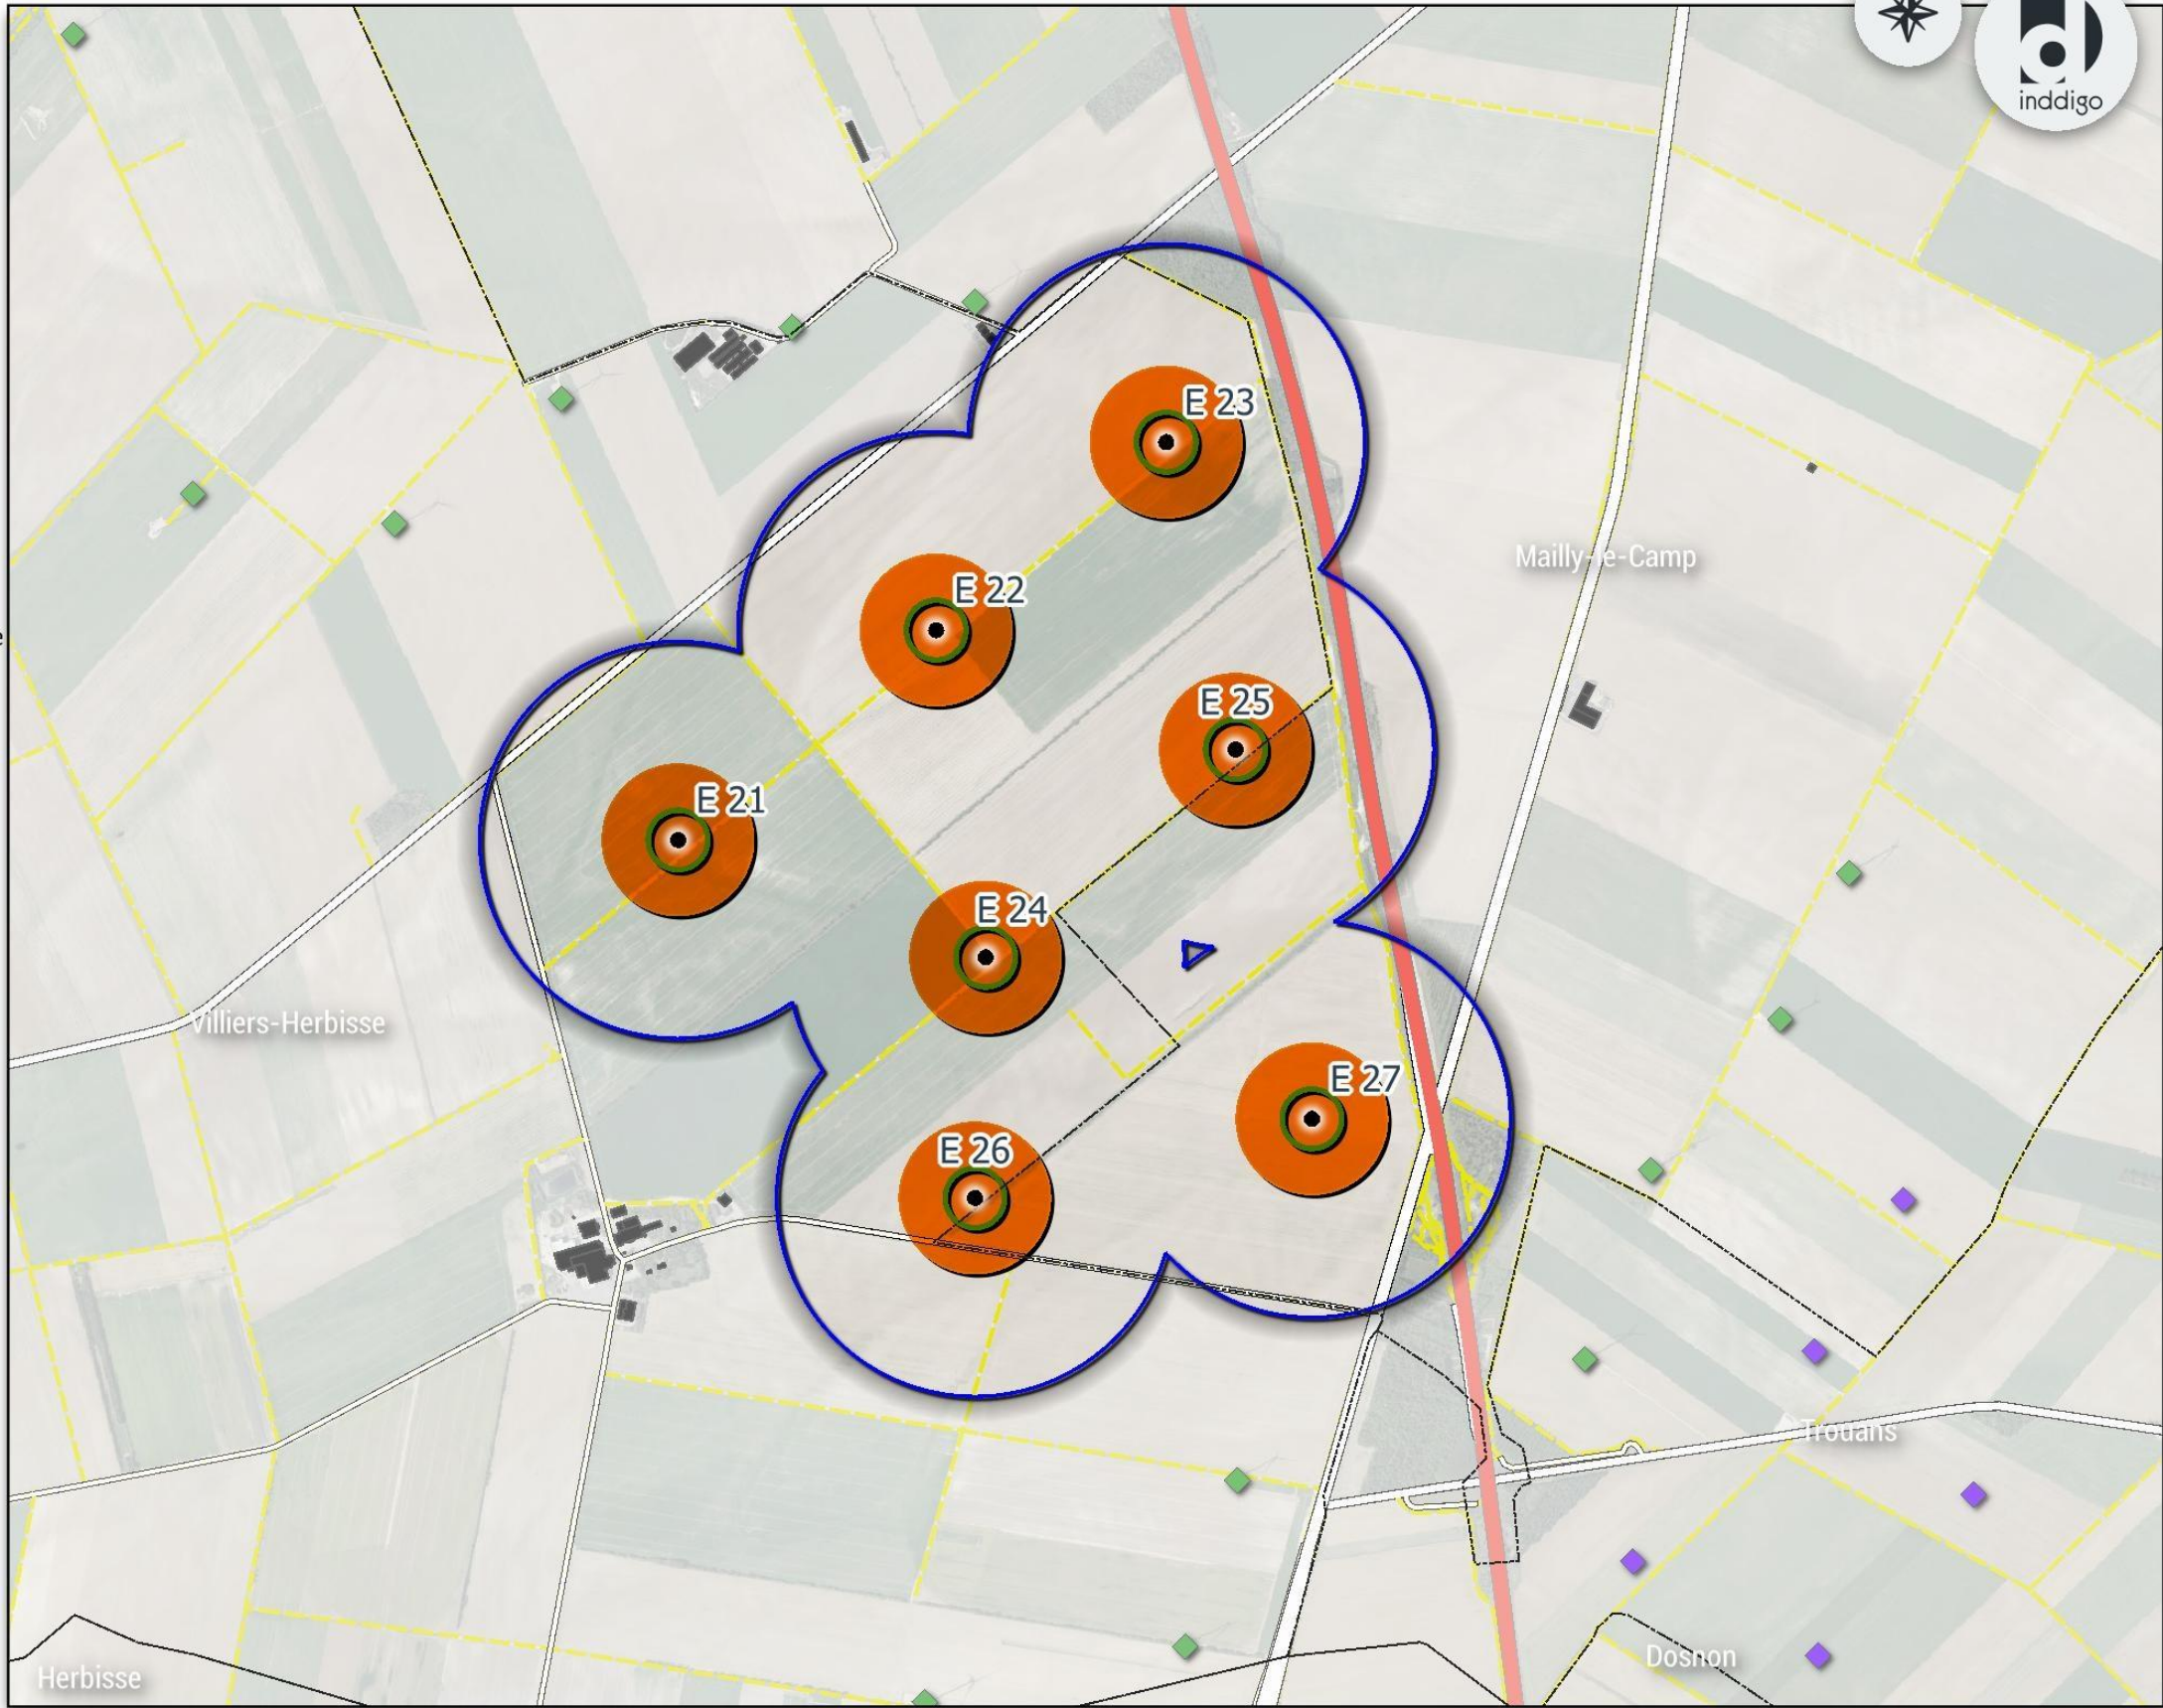 inddigo
E 23
Mailly-le-Camp
E 22
E 25
E 21
E 24
Villiers-Herbisse
E 27
E 26
Trouans
Dosnon
Herbisse